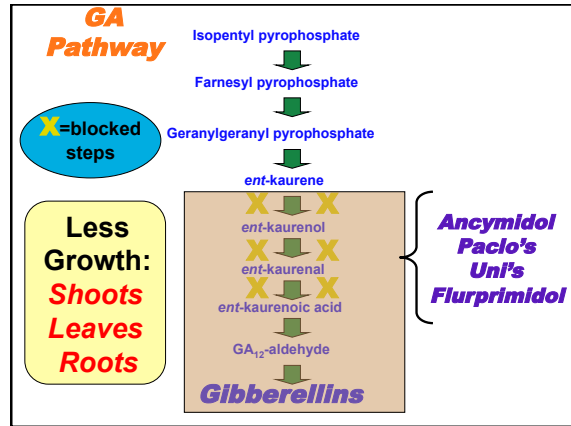 GA
Pathway
Isopentyl pyrophosphate
Farnesyl pyrophosphate
X=blocked
steps
Geranylgeranyl pyrophosphate
ent-kaurene
X X
ent-kaurenol
X X
ent-kaurenal
X X
ent-kaurenoic acid
GA₁₂-aldehyde
Gibberellins
Less
Growth:
Shoots
Leaves
Roots
Ancymidol
Paclo's
Uni's
Flurprimidol